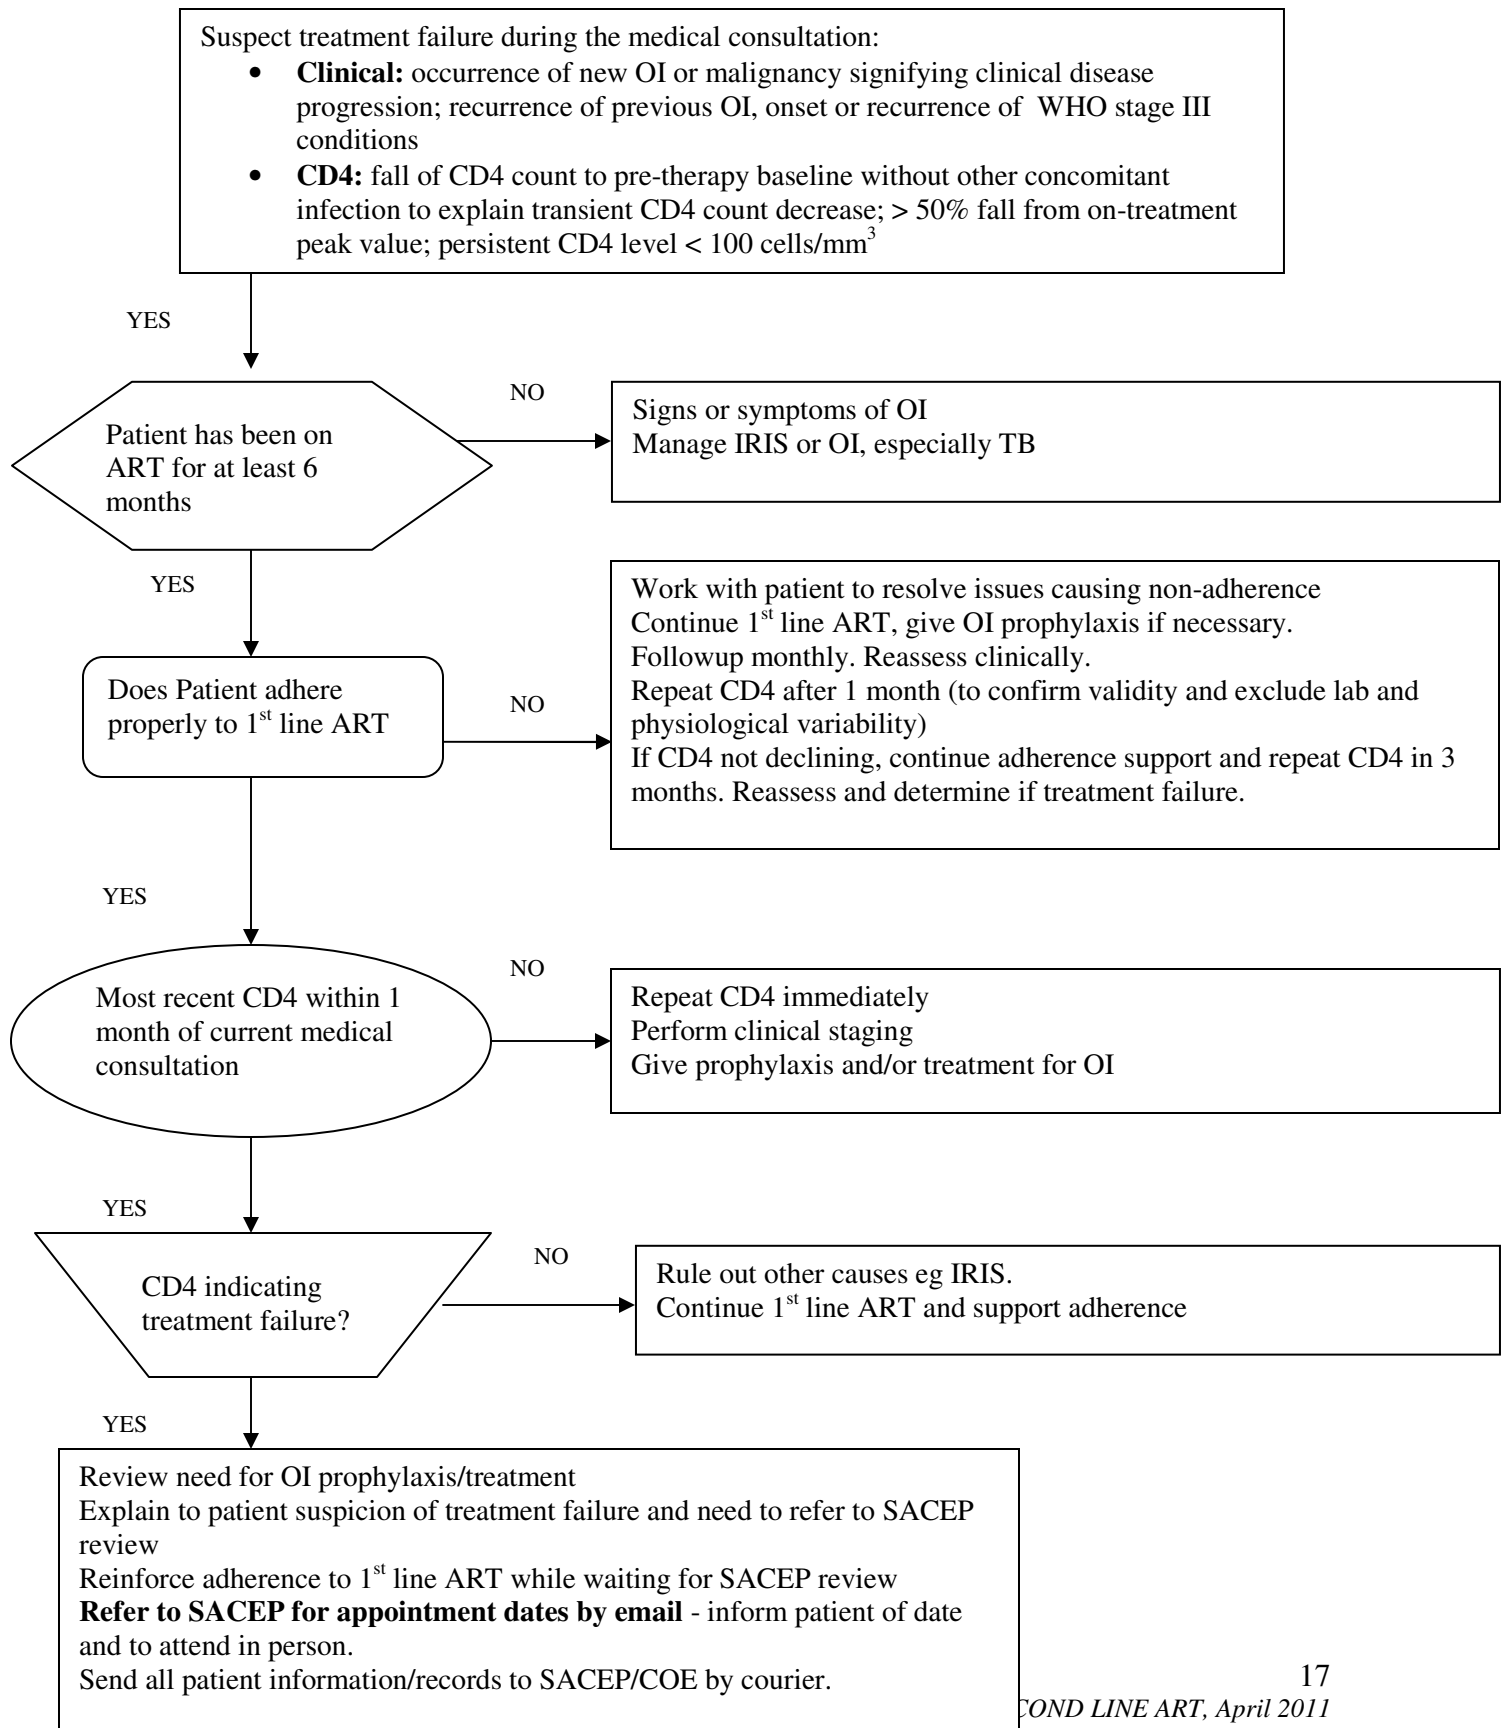 Suspect treatment failure during the medical consultation:
• Clinical: occurrence of new OI or malignancy signifying clinical disease
progression; recurrence of previous OI, onset or recurrence of WHO stage III
conditions
• CD4: fall of CD4 count to pre-therapy baseline without other concomitant
infection to explain transient CD4 count decrease; > 50% fall from on-treatment
peak value; persistent CD4 level < 100 cells/mm³
YES
NO
Patient has been on
ART for at least 6
months
Signs or symptoms of OI
Manage IRIS or OI, especially TB
YES
Work with patient to resolve issues causing non-adherence
Continue 1st line ART, give OI prophylaxis if necessary.
Followup monthly. Reassess clinically.
Repeat CD4 after 1 month (to confirm validity and exclude lab and
physiological variability)
If CD4 not declining, continue adherence support and repeat CD4 in 3
months. Reassess and determine if treatment failure.
Does Patient adhere
properly to 1st line ART
NO
YES
NO
Most recent CD4 within 1
month of current medical
consultation
Repeat CD4 immediately
Perform clinical staging
Give prophylaxis and/or treatment for OI
YES
NO
CD4 indicating
treatment failure?
Rule out other causes eg IRIS.
Continue 1st line ART and support adherence
YES
Review need for OI prophylaxis/treatment
Explain to patient suspicion of treatment failure and need to refer to SACEP
review
Reinforce adherence to 1st line ART while waiting for SACEP review
Refer to SACEP for appointment dates by email - inform patient of date
and to attend in person.
Send all patient information/records to SACEP/COE by courier.
17
COND LINE ART, April 2011